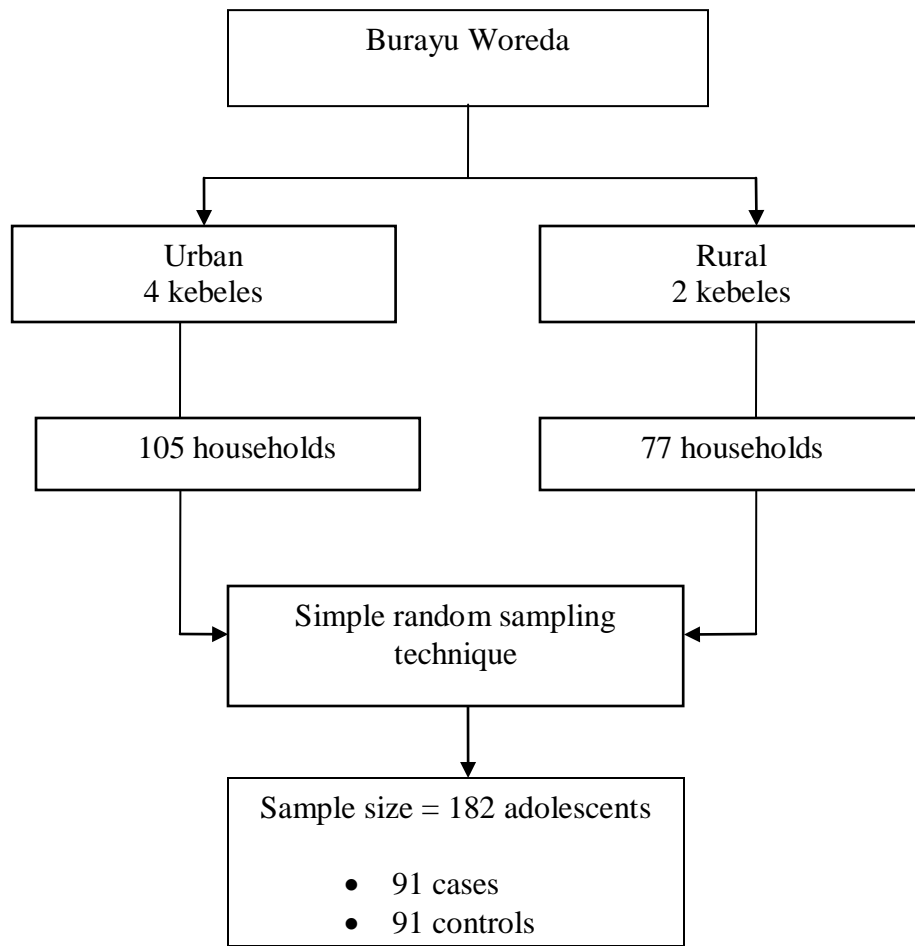 Burayu Woreda
Urban
4 kebeles
Rural
2 kebeles
105 households
77 households
Simple random sampling
technique
Sample size = 182 adolescents
• 91 cases
• 91 controls